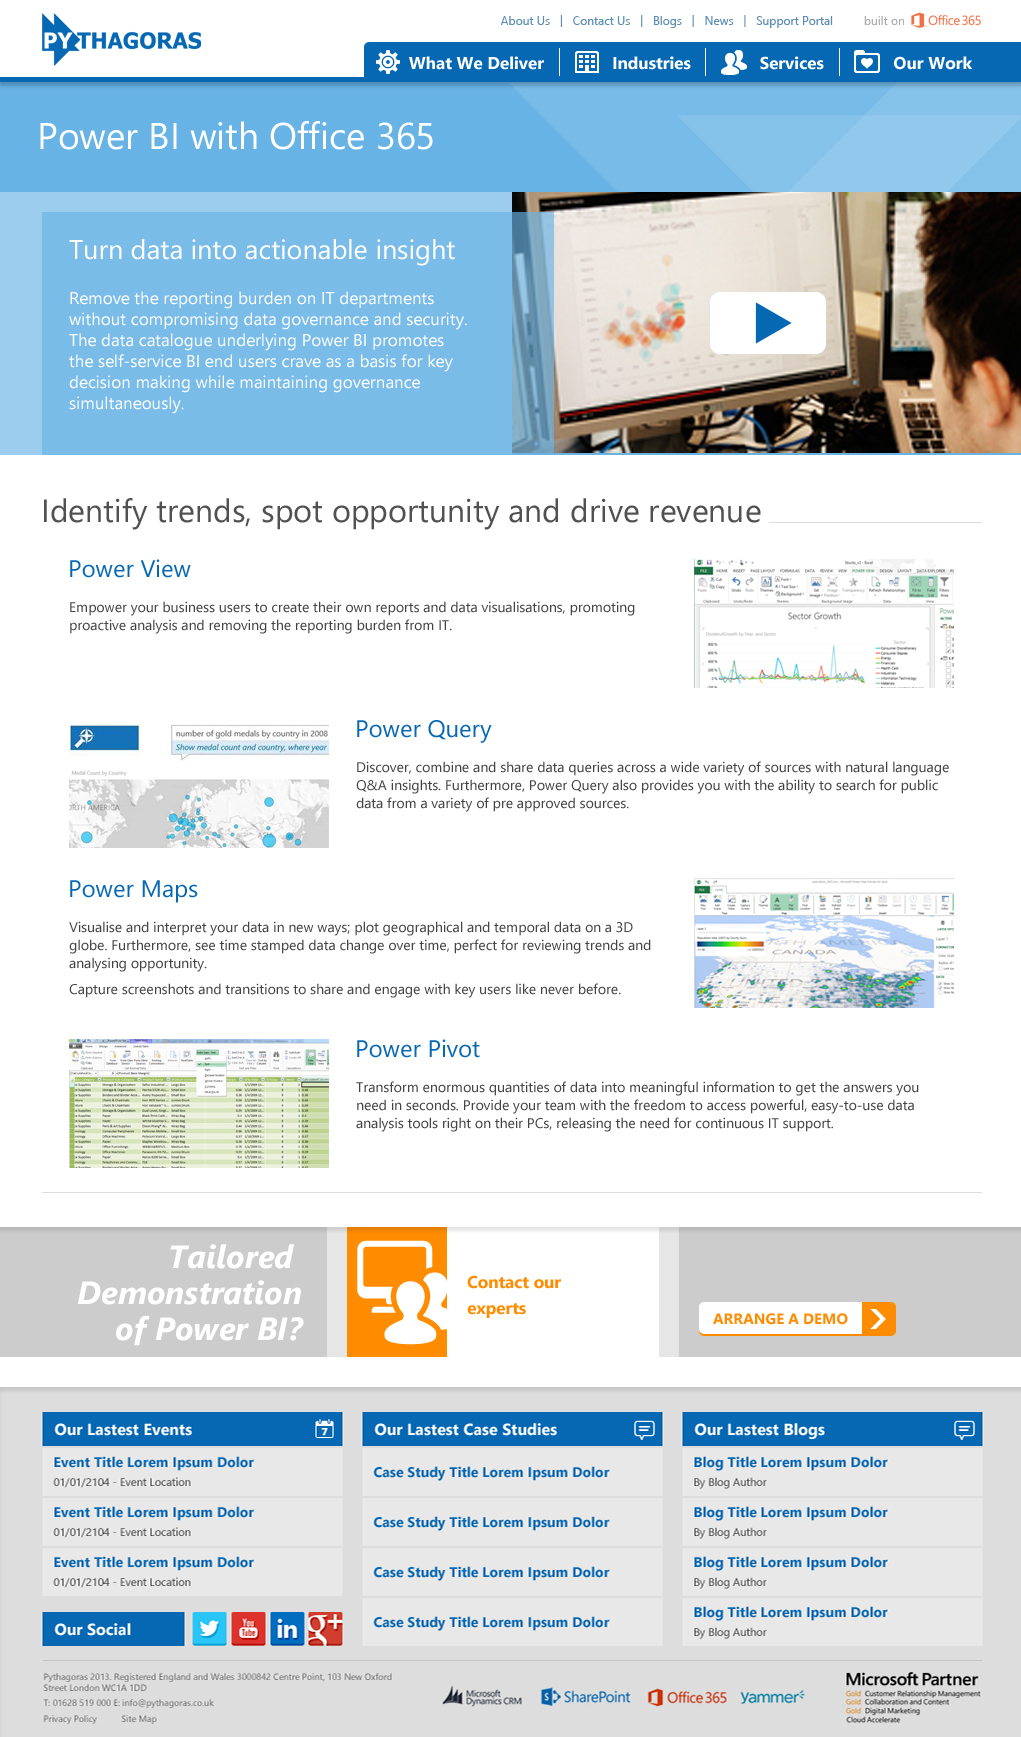 PYTHAGORAS
About Us | Contact Us | Blogs | News | Support Portal
built on Office 365
What We Deliver
Industries
Services
Our Work
Power BI with Office 365
Turn data into actionable insight
Remove the reporting burden on IT departments
without compromising data governance and security.
The data catalogue underlying Power BI promotes
the self-service BI end users crave as a basis for key
decision making while maintaining governance
simultaneously.
Sector Growth
Identify trends, spot opportunity and drive revenue
Power View
Empower your business users to create their own reports and data visualisations, promoting
proactive analysis and removing the reporting burden from IT.
Sector Growth
number of gold medals by country in 2008
Show medal count and country, where year
Medal Count by Country
RTH AMERICA
ASIA
Power Query
Discover, combine and share data queries across a wide variety of sources with natural language
Q&A insights. Furthermore, Power Query also provides you with the ability to search for public
data from a variety of pre approved sources.
Power Maps
Visualise and interpret your data in new ways; plot geographical and temporal data on a 3D
globe. Furthermore, see time stamped data change over time, perfect for reviewing trends and
analysing opportunity.
Capture screenshots and transitions to share and engage with key users like never before.
CANADA
Power Pivot
Transform enormous quantities of data into meaningful information to get the answers you
need in seconds. Provide your team with the freedom to access powerful, easy-to-use data
analysis tools right on their PCs, releasing the need for continuous IT support.
Tailored
Demonstration
of Power BI?
Contact our
experts
ARRANGE A DEMO
Our Lastest Events
7
Event Title Lorem Ipsum Dolor
01/01/2104 - Event Location
Event Title Lorem Ipsum Dolor
01/01/2104 - Event Location
Event Title Lorem Ipsum Dolor
01/01/2104 - Event Location
Our Social
You Tube
in
g+
Our Lastest Case Studies
Case Study Title Lorem Ipsum Dolor
Case Study Title Lorem Ipsum Dolor
Case Study Title Lorem Ipsum Dolor
Case Study Title Lorem Ipsum Dolor
Our Lastest Blogs
Blog Title Lorem Ipsum Dolor
By Blog Author
Blog Title Lorem Ipsum Dolor
By Blog Author
Blog Title Lorem Ipsum Dolor
By Blog Author
Blog Title Lorem Ipsum Dolor
By Blog Author
Pythagoras 2013. Registered England and Wales 3000842 Centre Point, 103 New Oxford
Street London WC1A 1DD
T: 01628 519 000 E: info@pythagoras.co.uk
Privacy Policy
Site Map
Microsoft
Dynamics CRM
SharePoint
Office 365
yammer
Microsoft Partner
Gold Customer Relationship Management
Gold Collaboration and Content
Gold Digital Marketing
Cloud Accelerate